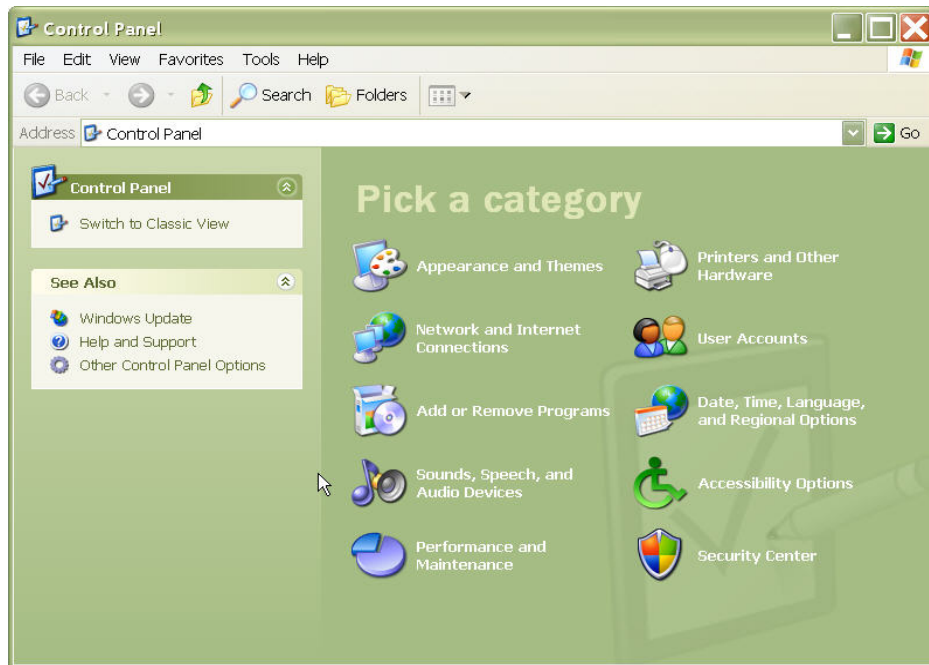 Control Panel
File Edit View Favorites Tools Help
Back Search Folders
Address Control Panel Go
Control Panel
Switch to Classic View
See Also
Windows Update
Help and Support
Other Control Panel Options
Pick a category
Appearance and Themes
Printers and Other
Hardware
Network and Internet
Connections
User Accounts
Add or Remove Programs
Date, Time, Language,
and Regional Options
Sounds, Speech, and
Audio Devices
Accessibility Options
Performance and
Maintenance
Security Center